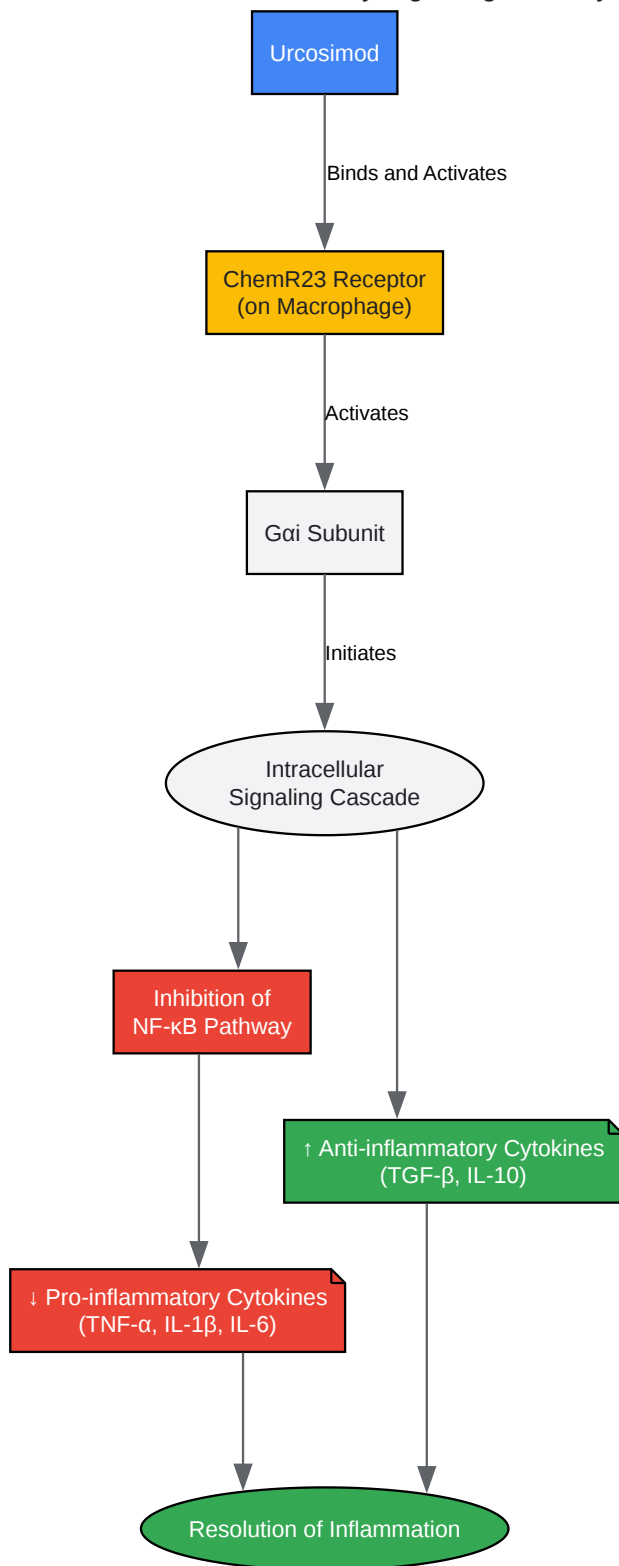 Urcosimod
Binds and Activates
ChemR23 Receptor
(on Macrophage)
Activates
Gαi Subunit
Initiates
Intracellular
Signaling Cascade
Inhibition of
NF-κB Pathway
↑ Anti-inflammatory Cytokines
(TGF-β, IL-10)
↓ Pro-inflammatory Cytokines
(TNF-α, IL-1β, IL-6)
Resolution of Inflammation